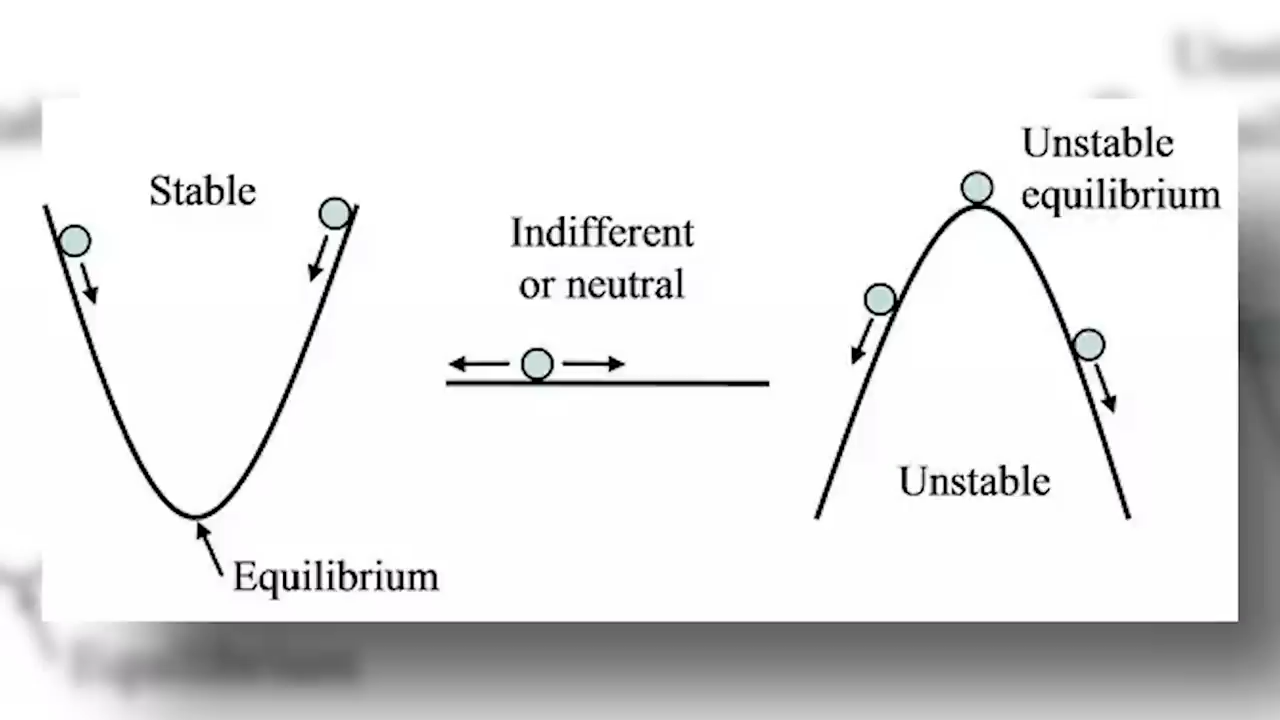 Stable
Equilibrium
Indifferent
or neutral
Unstable
equilibrium
Unstable